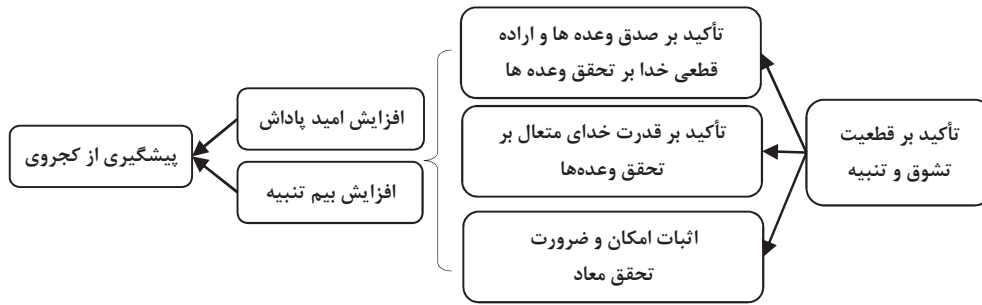 تأکید بر قطعیت
تشوق و تنبیه
تأکید بر صدق وعده ها و اراده
قطعی خدا بر تحقق وعده ها
تأکید بر قدرت خدای متعال بر
تحقق وعده‌ها
اثبات امکان و ضرورت
تحقق معاد
افزایش امید پاداش
افزایش بیم تنبیه
پیشگیری از کجروی